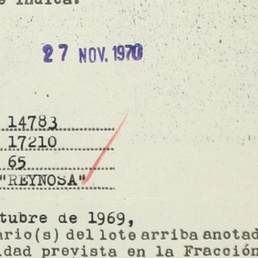 e indica.
27 NOV. 1970
14783
17210
65
"REYNOSA"
tubre de 1969,
ario(s) del lote arriba anotad
idad prevista en la Fracción